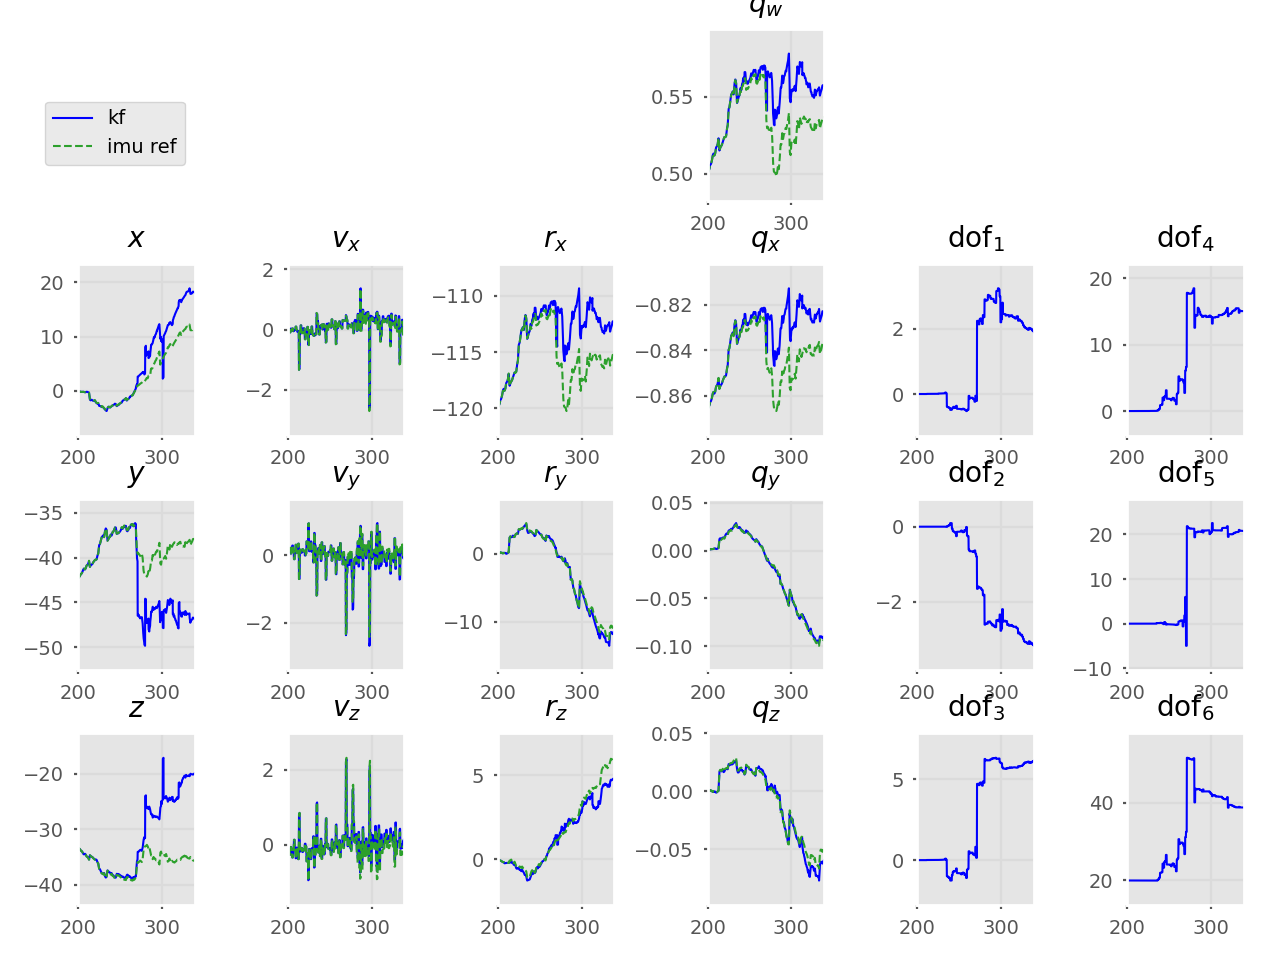 q_w
kf
imu ref
0.55
0.50
200 300
x v_x r_x q_x dof_1 dof_4
20 10 0
2 0 −2
−110 −115 −120
−0.82 −0.84 −0.86
2 0
20 10 0
200 300 200 300 200 300 200 300 200 300 200 300
y v_y r_y q_y dof_2 dof_5
−35 −40 −45 −50
0 −2
0 −10
0.05 0.00 −0.05 −0.10
0 −2
20 10 0 −10
200 300 200 300 200 300 200 300 200 300 200 300
z v_z r_z q_z dof_3 dof_6
−20 −30 −40
2 0
5 0
0.05 0.00 −0.05
5 0
40 20
200 300 200 300 200 300 200 300 200 300 200 300